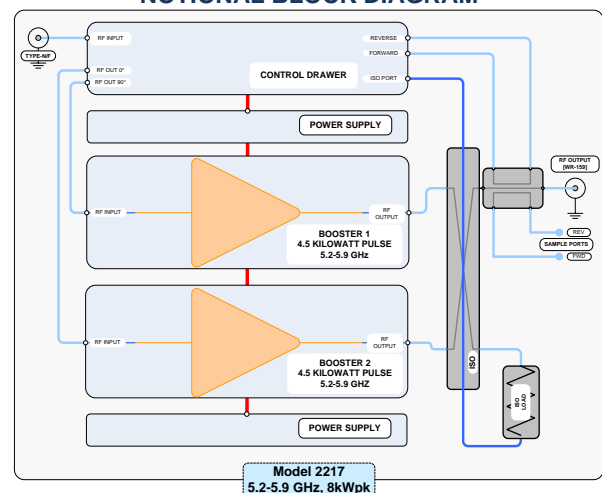 NOTIONAL BLOCK DIAGRAM
TYPE-N/F
RF INPUT
RF OUT 0°
RF OUT 90°
CONTROL DRAWER
REVERSE
FORWARD
ISO PORT
POWER SUPPLY
RF INPUT
RF
OUTPUT
BOOSTER 1
4.5 KILOWATT PULSE
5.2-5.9 GHz
RF OUTPUT
[WR-159]
REV
SAMPLE PORTS
FWD
RF INPUT
RF
OUTPUT
BOOSTER 2
4.5 KILOWATT PULSE
5.2-5.9 GHZ
ISO
ISO
LOAD
POWER SUPPLY
Model 2217
5.2-5.9 GHz, 8kWpk